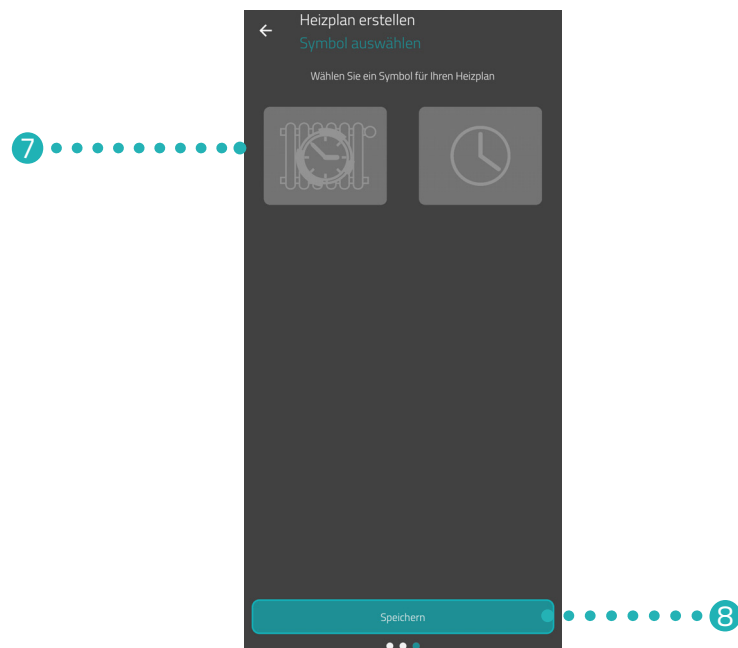 Heizplan erstellen
Symbol auswählen
Wählen Sie ein Symbol für Ihren Heizplan
7
Speichern
8